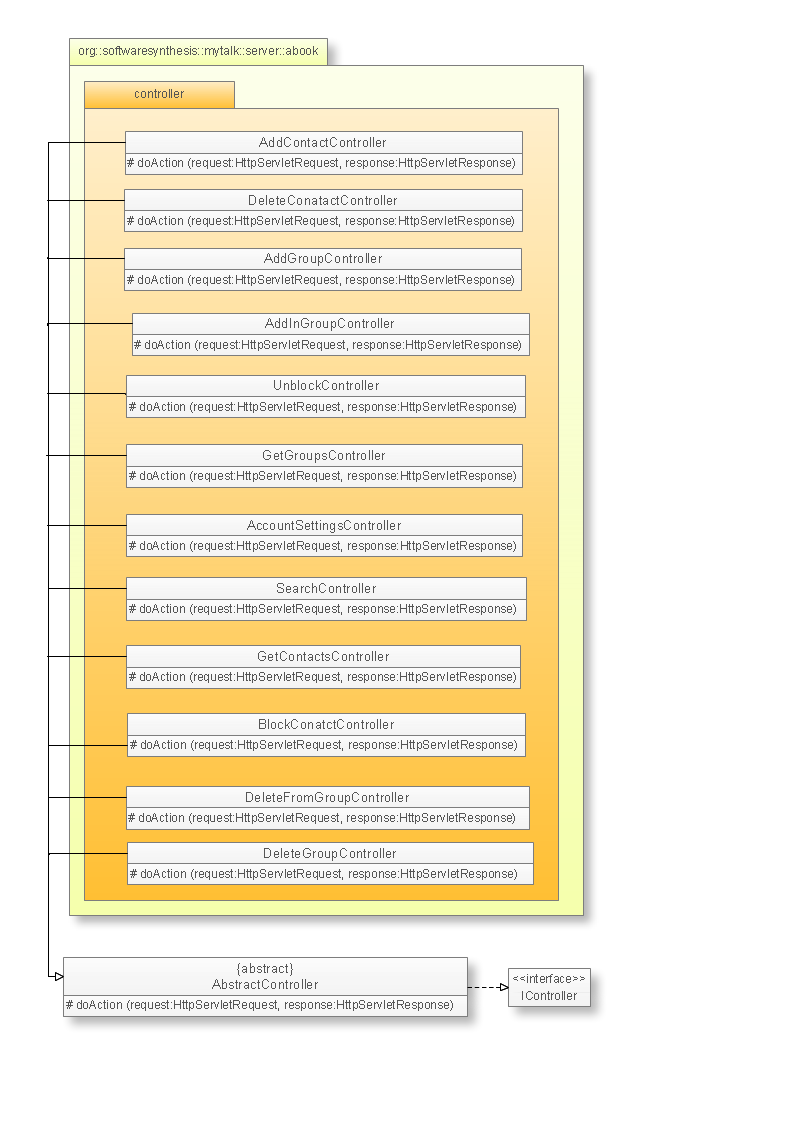 org::softwaresynthesis::mytalk::server::abook
controller
AddContactController
# doAction (request:HttpServletRequest, response:HttpServletResponse)
DeleteConatactController
# doAction (request:HttpServletRequest, response:HttpServletResponse)
AddGroupController
# doAction (request:HttpServletRequest, response:HttpServletResponse)
AddInGroupController
# doAction (request:HttpServletRequest, response:HttpServletResponse)
UnblockController
# doAction (request:HttpServletRequest, response:HttpServletResponse)
GetGroupsController
# doAction (request:HttpServletRequest, response:HttpServletResponse)
AccountSettingsController
# doAction (request:HttpServletRequest, response:HttpServletResponse)
SearchController
# doAction (request:HttpServletRequest, response:HttpServletResponse)
GetContactsController
# doAction (request:HttpServletRequest, response:HttpServletResponse)
BlockConatctController
# doAction (request:HttpServletRequest, response:HttpServletResponse)
DeleteFromGroupController
# doAction (request:HttpServletRequest, response:HttpServletResponse)
DeleteGroupController
# doAction (request:HttpServletRequest, response:HttpServletResponse)
{abstract}
AbstractController
# doAction (request:HttpServletRequest, response:HttpServletResponse)
<<interface>>
IController